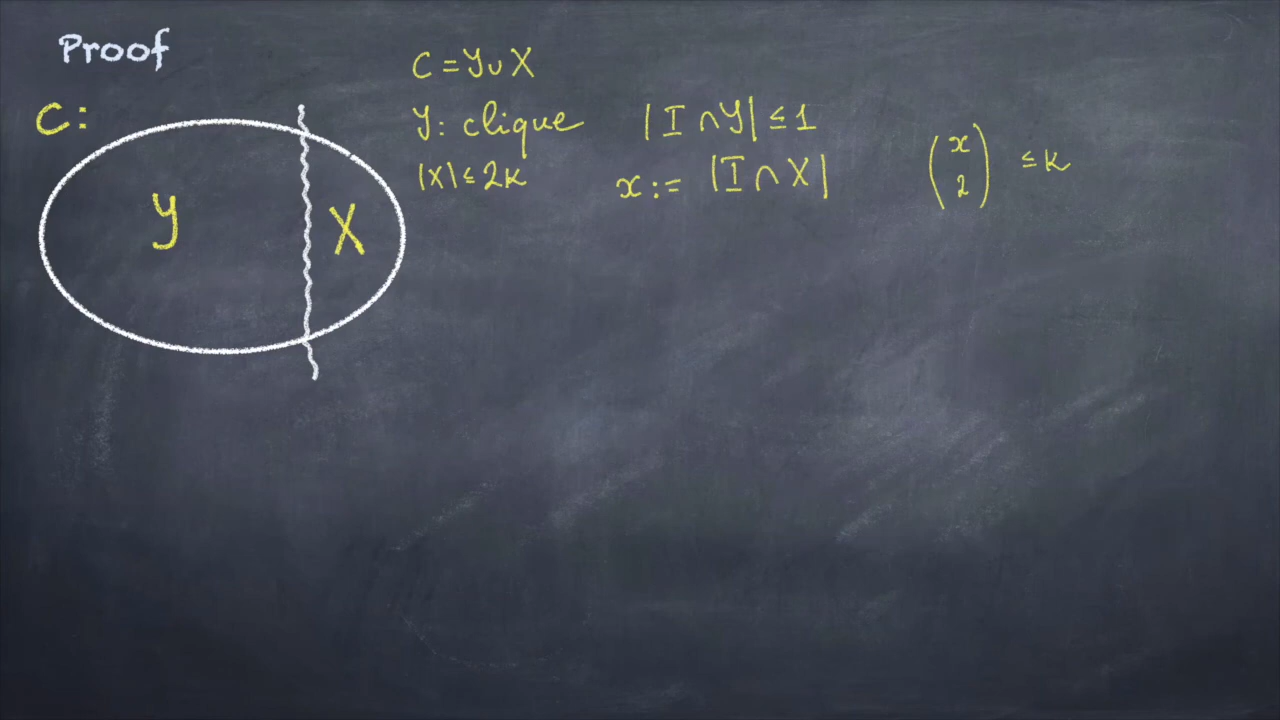 Proof
C = Y ∪ X
C:
Y: clique |I ∩ Y| ≤ 1
|X| ≤ 2k x := |I ∩ X| (x 2) ≤ k
Y X